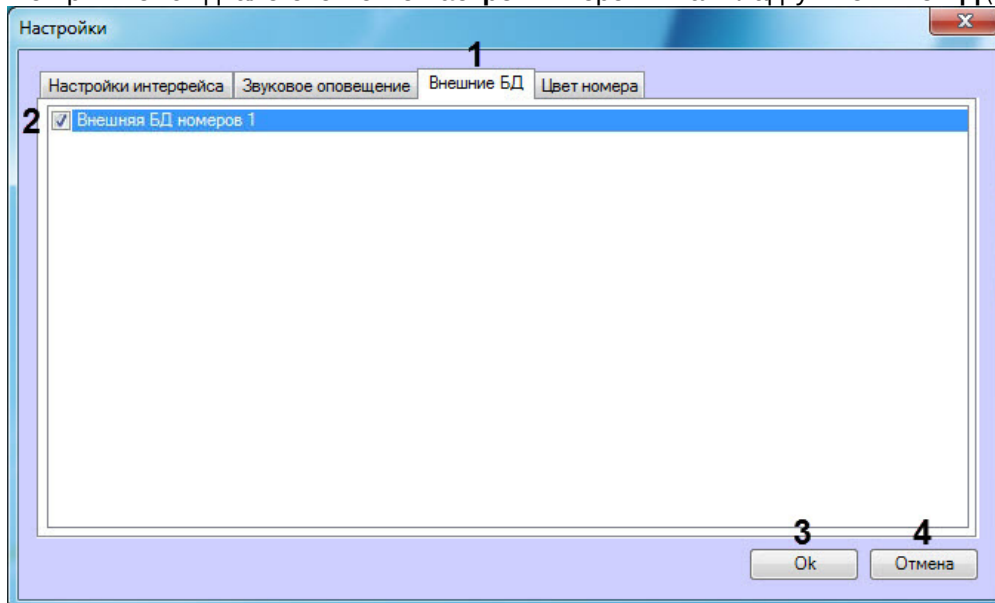 Настройки
1
Настройки интерфейса Звуковое оповещение Внешние БД Цвет номера
2 Внешняя БД номеров 1
3 4
Ok Отмена